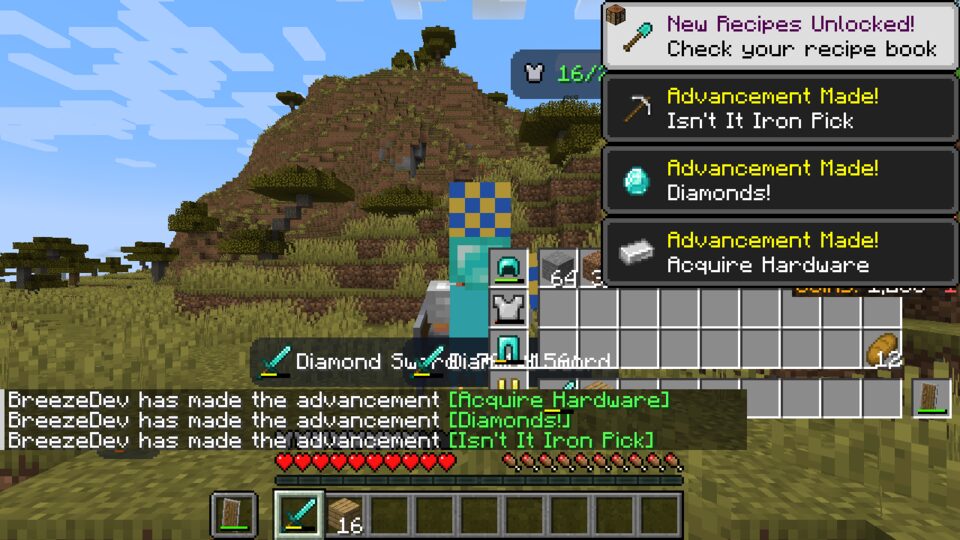 New Recipes Unlocked!
Check your recipe book
16/
Advancement Made!
Isn't It Iron Pick
Advancement Made!
Diamonds!
Advancement Made!
Acquire Hardware
64
12
Diamond
BreezeDev has made the advancement [Acquire Hardware]
BreezeDev has made the advancement [Diamonds!]
BreezeDev has made the advancement [Isn't It Iron Pick]
16